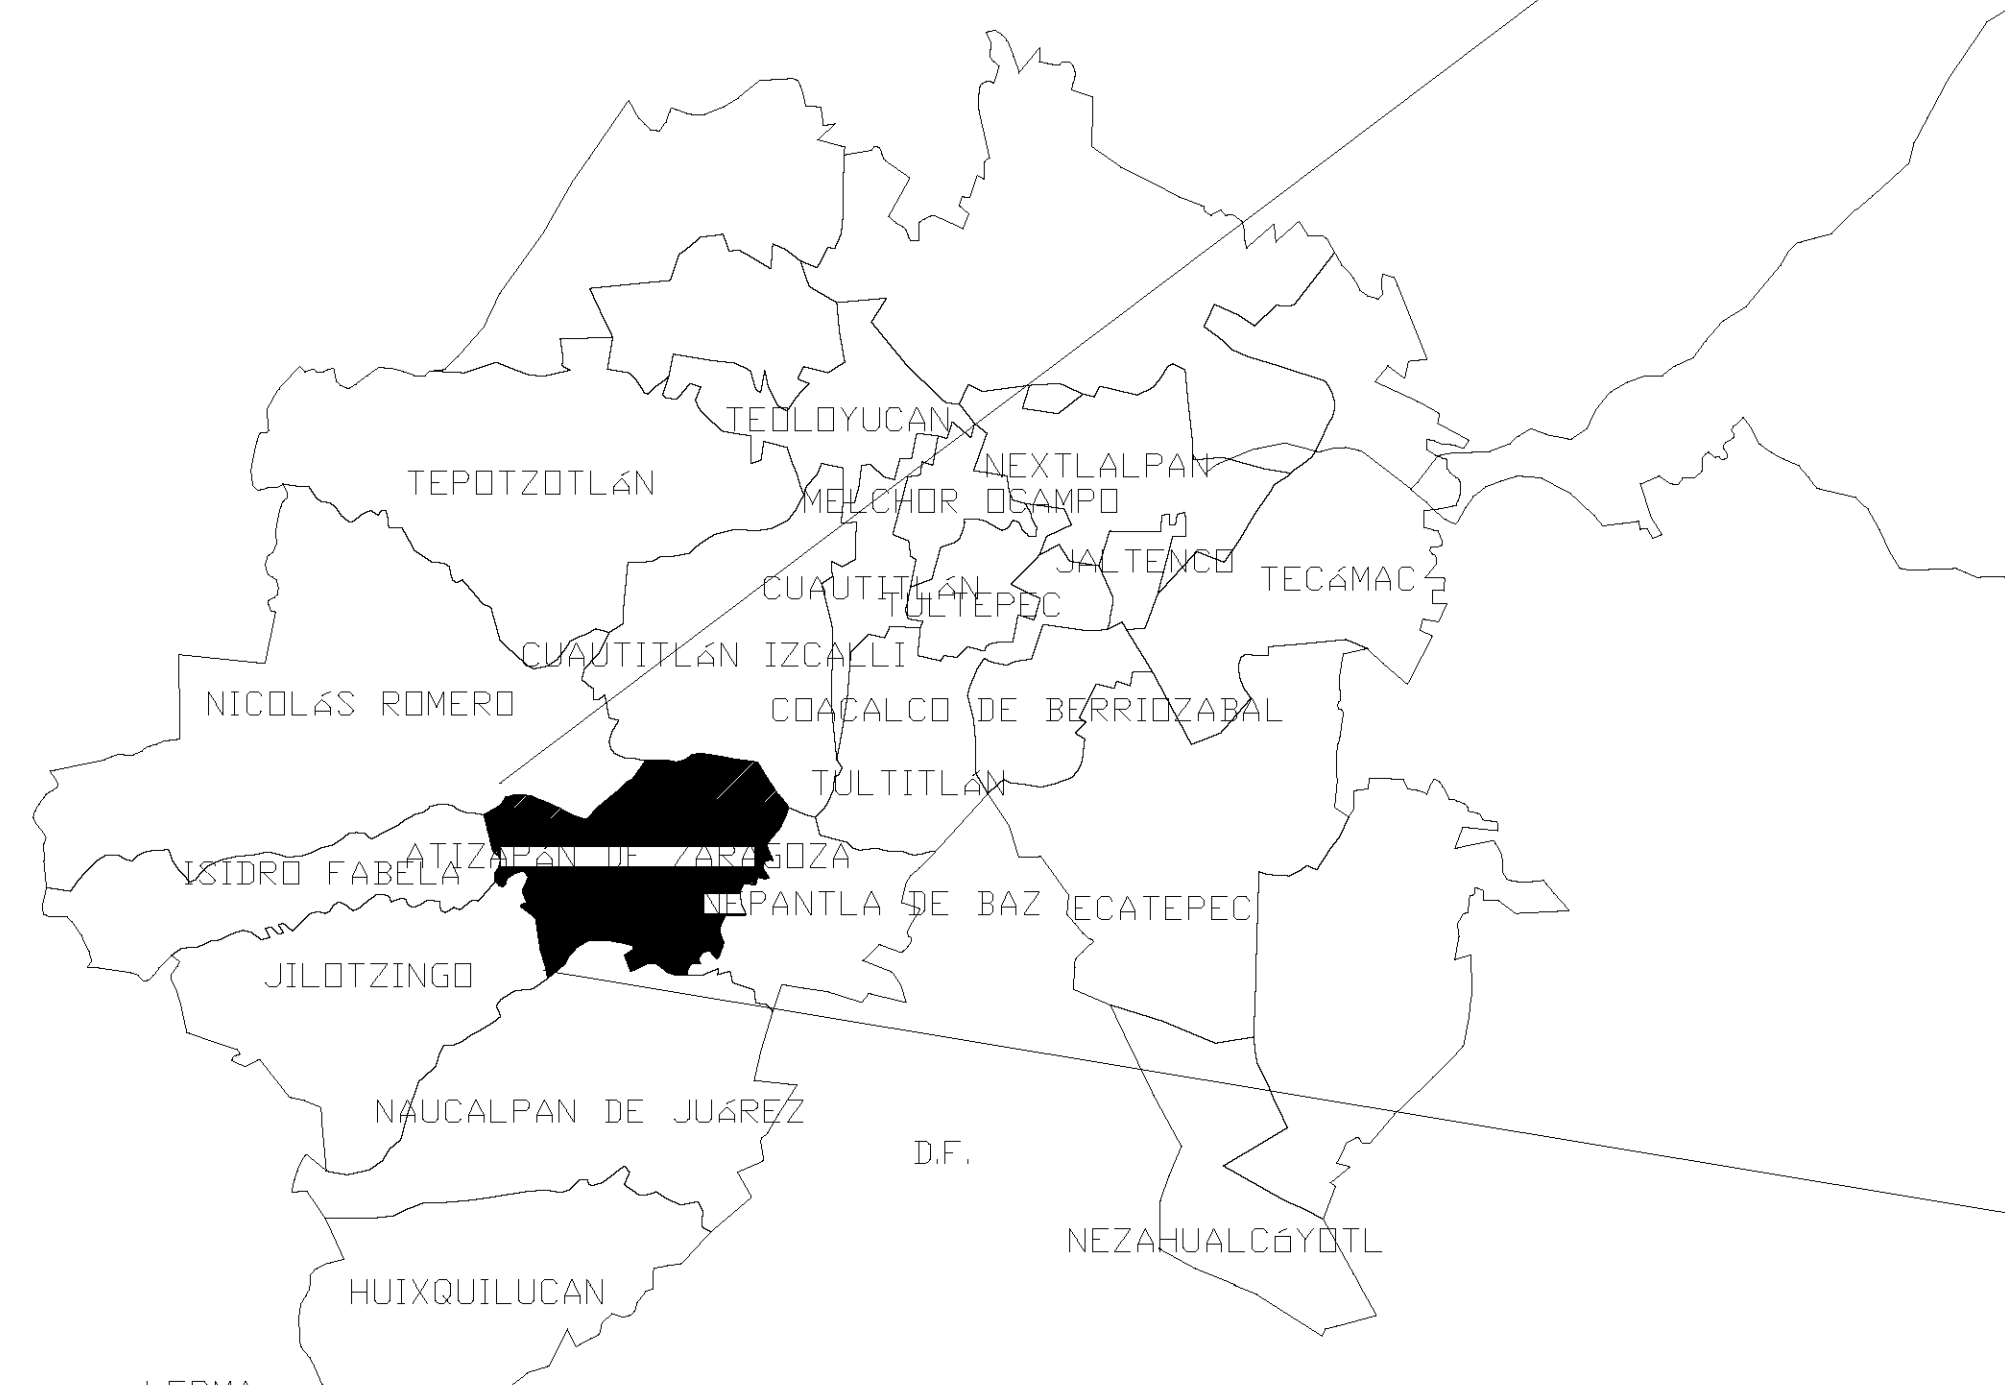 TEOLOYUCAN
NEXTLALPAN
TEPOTZOTLáN
MELCHOR OCAMPO
JALTENCO
TECáMAC
CUAUTITLáN
TULTEPEC
CUAUTITLáN IZCALLI
NICOLáS ROMERO
COACALCO DE BERRIOZABAL
TULTITLáN
ATIZAPáN DE ZARAGOZA
ISIDRO FABELA
NEPANTLA DE BAZ
ECATEPEC
JILOTZINGO
NAUCALPAN DE JUáREZ
D.F.
NEZAHUALCóYOTL
HUIXQUILUCAN